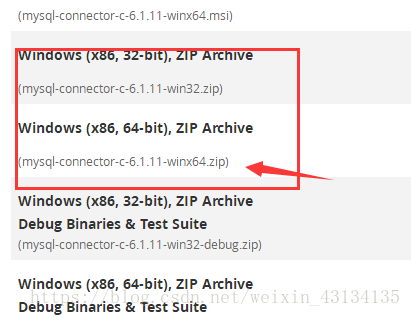 (mysql-connector-c-6.1.11-winx64.msi)
Windows (x86, 32-bit), ZIP Archive
(mysql-connector-c-6.1.11-win32.zip)
Windows (x86, 64-bit), ZIP Archive
(mysql-connector-c-6.1.11-winx64.zip)
Windows (x86, 32-bit), ZIP Archive
Debug Binaries & Test Suite
(mysql-connector-c-6.1.11-win32-debug.zip)
Windows (x86, 64-bit), ZIP Archive
https://blog.csdn.net/weixin_43134135
Debug Binaries & Test Suite